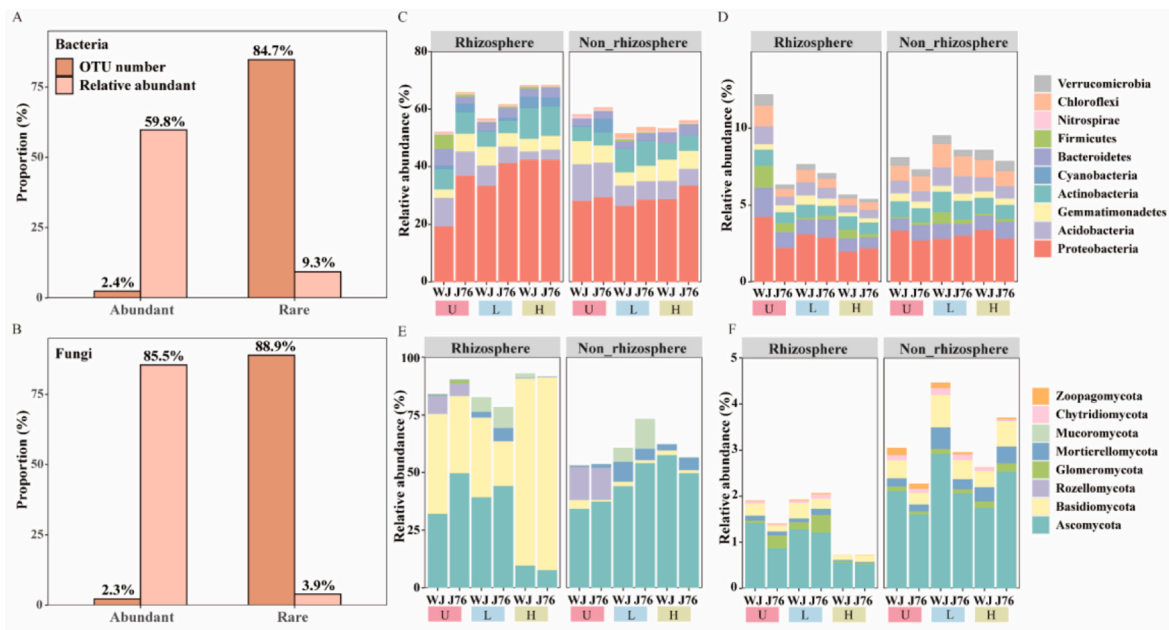 A
Bacteria
OTU number
Relative abundant
84.7%
59.8%
2.4%
9.3%
Proportion (%)
75
50
25
0
Abundant
Rare
C
Rhizosphere
Non_rhizosphere
Relative abundance (%)
80
60
40
20
0
WJ J76 WJ J76 WJ J76
WJ J76 WJ J76 WJ J76
U L H
U L H
D
Rhizosphere
Non_rhizosphere
Relative abundance (%)
10
5
0
WJ J76 WJ J76 WJ J76
WJ J76 WJ J76 WJ J76
U L H
U L H
Verrucomicrobia
Chloroflexi
Nitrospirae
Firmicutes
Bacteroidetes
Cyanobacteria
Actinobacteria
Gemmatimonadetes
Acidobacteria
Proteobacteria
B
Fungi
85.5%
88.9%
2.3%
3.9%
Proportion (%)
75
50
25
0
Abundant
Rare
E
Rhizosphere
Non_rhizosphere
Relative abundance (%)
100
75
50
25
0
WJ J76 WJ J76 WJ J76
WJ J76 WJ J76 WJ J76
U L H
U L H
F
Rhizosphere
Non_rhizosphere
Relative abundance (%)
5
4
3
2
1
0
WJ J76 WJ J76 WJ J76
WJ J76 WJ J76 WJ J76
U L H
U L H
Zoopagomycota
Chytridiomycota
Mucoromycota
Mortierellomycota
Glomeromycota
Rozellomycota
Basidiomycota
Ascomycota